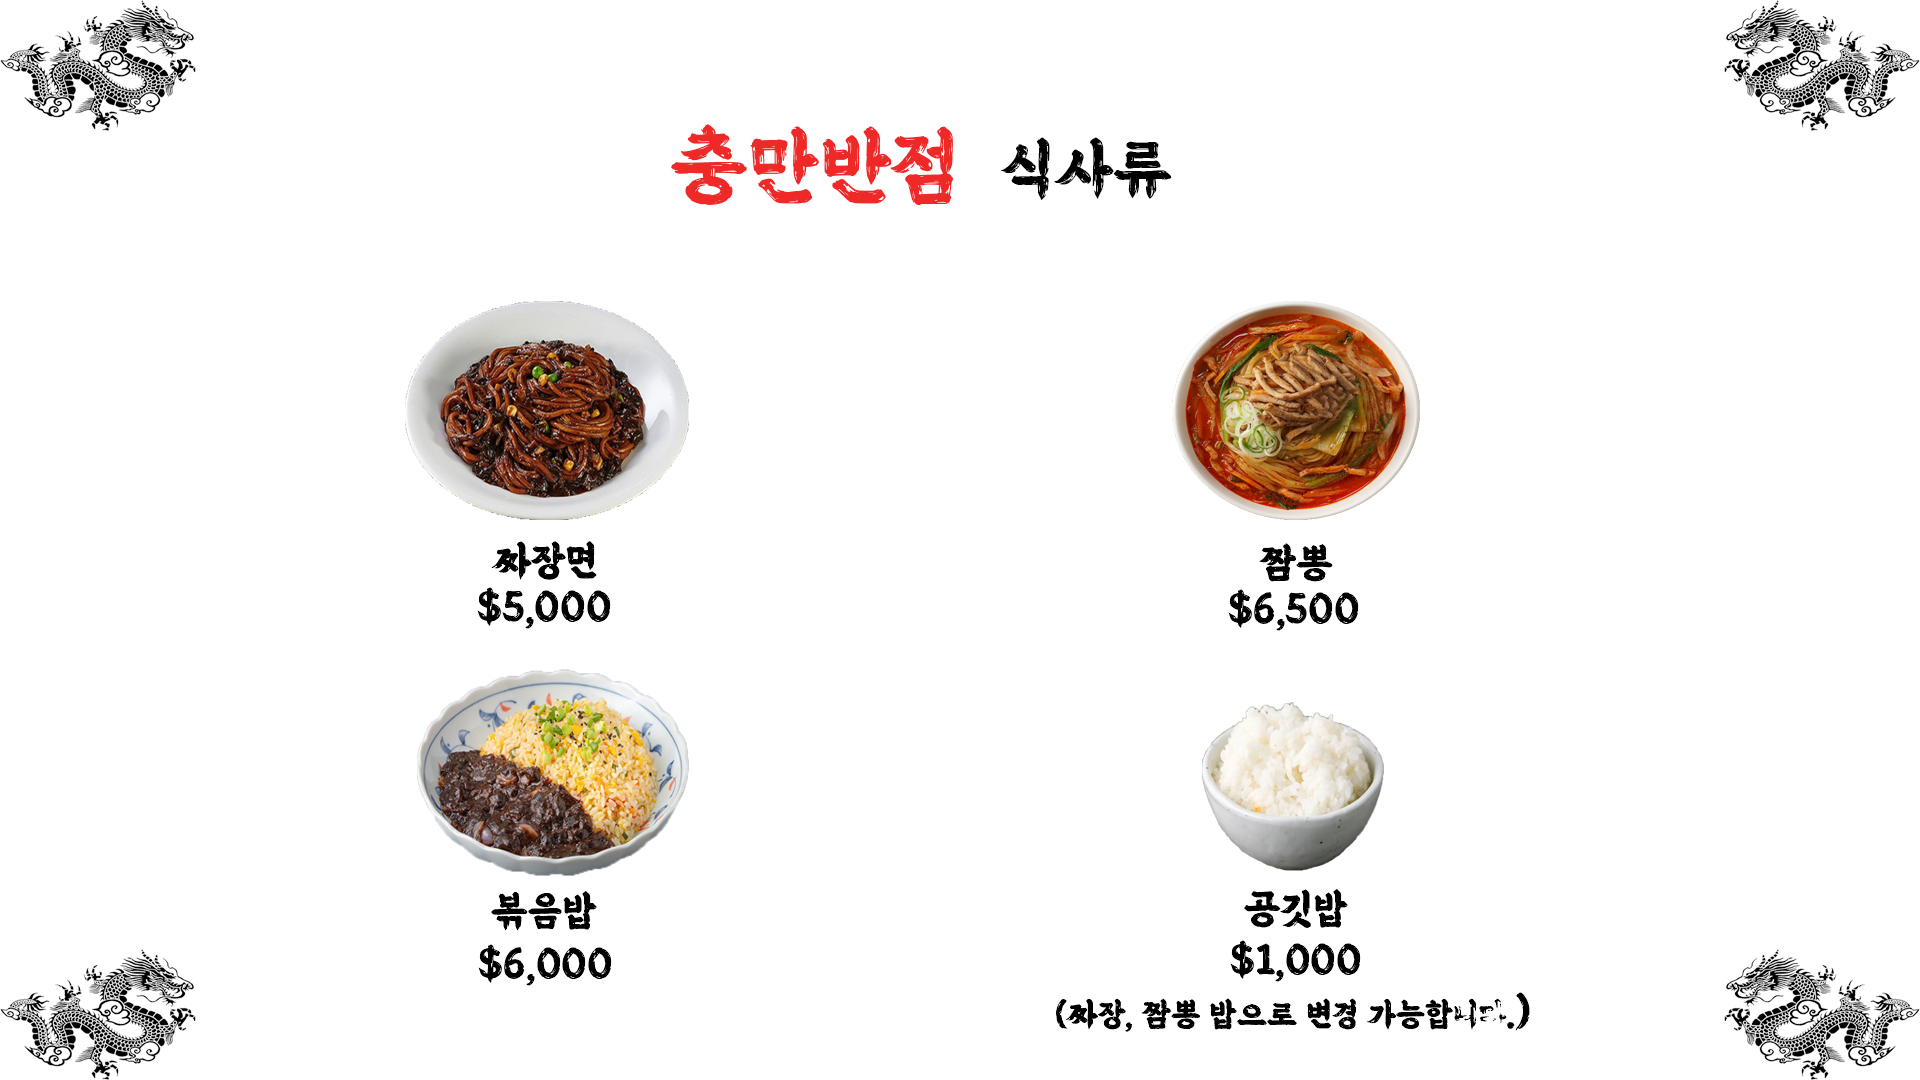 충만반점 식사류
짜장면
$5,000
짬뽕
$6,500
볶음밥
$6,000
공깃밥
$1,000
(짜장, 짬뽕 밥으로 변경 가능합니다.)